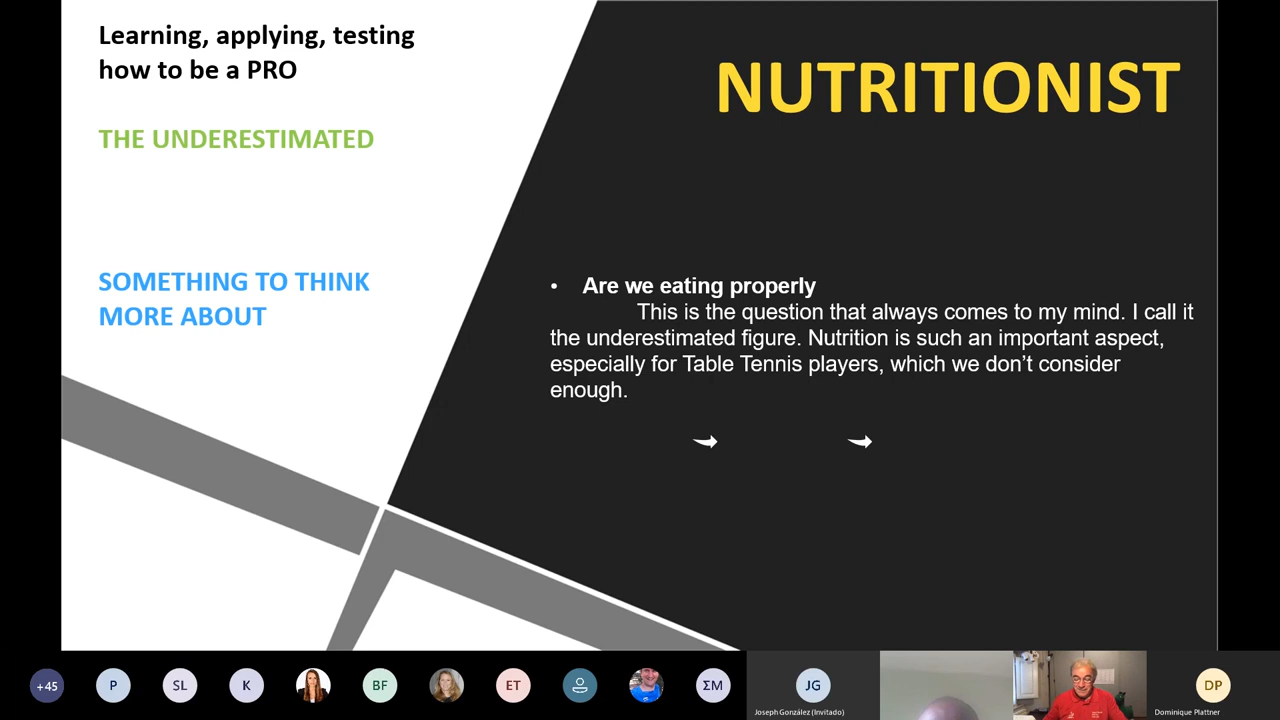 Learning, applying, testing
how to be a PRO
THE UNDERESTIMATED
SOMETHING TO THINK
MORE ABOUT
NUTRITIONIST
• Are we eating properly
This is the question that always comes to my mind. I call it
the underestimated figure. Nutrition is such an important aspect,
especially for Table Tennis players, which we don’t consider
enough.
+45
P
SL
K
BF
ET
ΣM
JG
Joseph González (Invitado)
DP
Dominique Plattner